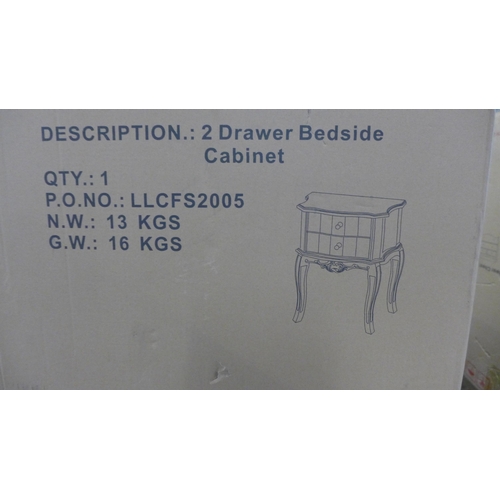 DESCRIPTION.: 2 Drawer Bedside
Cabinet
QTY.: 1
P.O.NO.: LLCFS2005
N.W.: 13 KGS
G.W.: 16 KGS